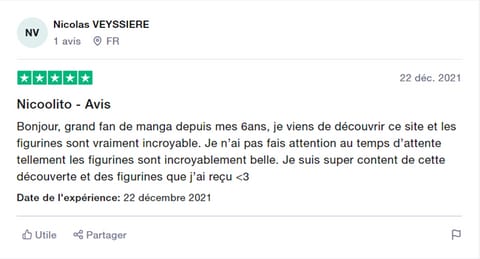 NV
Nicolas VEYSSIERE
1 avis FR
22 déc. 2021
Nicoolito - Avis
Bonjour, grand fan de manga depuis mes 6ans, je viens de découvrir ce site et les
figurines sont vraiment incroyable. Je n'ai pas fais attention au temps d'attente
tellement les figurines sont incroyablement belle. Je suis super content de cette
découverte et des figurines que j'ai reçu <3
Date de l'expérience: 22 décembre 2021
Utile Partager